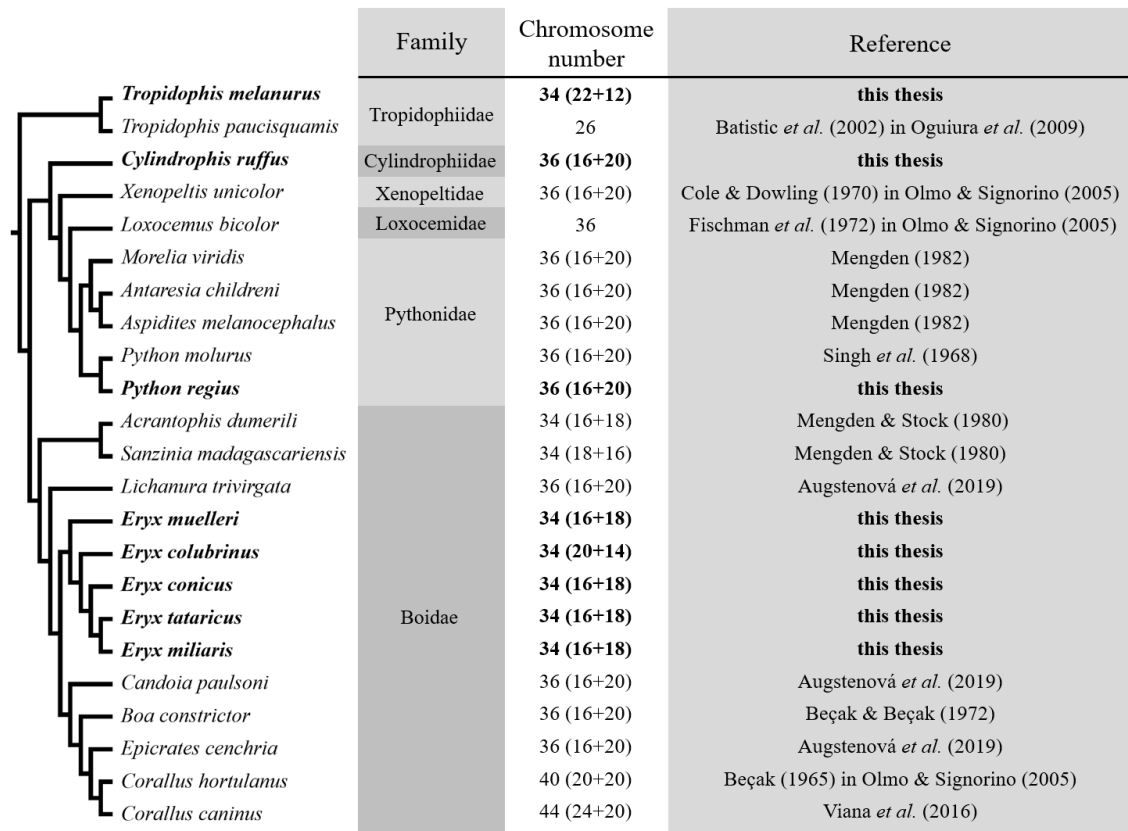 Family Chromosome number Reference
Tropidophis melanurus Tropidophiidae 34 (22+12) this thesis
Tropidophis paucisquamis 26 Batistic et al. (2002) in Oguiura et al. (2009)
Cylindrophis ruffus Cylindrophiidae 36 (16+20) this thesis
Xenopeltis unicolor Xenopeltidae 36 (16+20) Cole & Dowling (1970) in Olmo & Signorino (2005)
Loxocemus bicolor Loxocemidae 36 Fischman et al. (1972) in Olmo & Signorino (2005)
Morelia viridis 36 (16+20) Mengden (1982)
Antaresia childreni 36 (16+20) Mengden (1982)
Aspidites melanocephalus Pythonidae 36 (16+20) Mengden (1982)
Python molurus 36 (16+20) Singh et al. (1968)
Python regius 36 (16+20) this thesis
Acrantophis dumerili 34 (16+18) Mengden & Stock (1980)
Sanzinia madagascariensis 34 (18+16) Mengden & Stock (1980)
Lichanura trivirgata 36 (16+20) Augstenová et al. (2019)
Eryx muelleri 34 (16+18) this thesis
Eryx colubrinus 34 (20+14) this thesis
Eryx conicus 34 (16+18) this thesis
Eryx tataricus Boidae 34 (16+18) this thesis
Eryx miliaris 34 (16+18) this thesis
Candoia paulsoni 36 (16+20) Augstenová et al. (2019)
Boa constrictor 36 (16+20) Beçak & Beçak (1972)
Epicrates cenchria 36 (16+20) Augstenová et al. (2019)
Corallus hortulanus 40 (20+20) Beçak (1965) in Olmo & Signorino (2005)
Corallus caninus 44 (24+20) Viana et al. (2016)